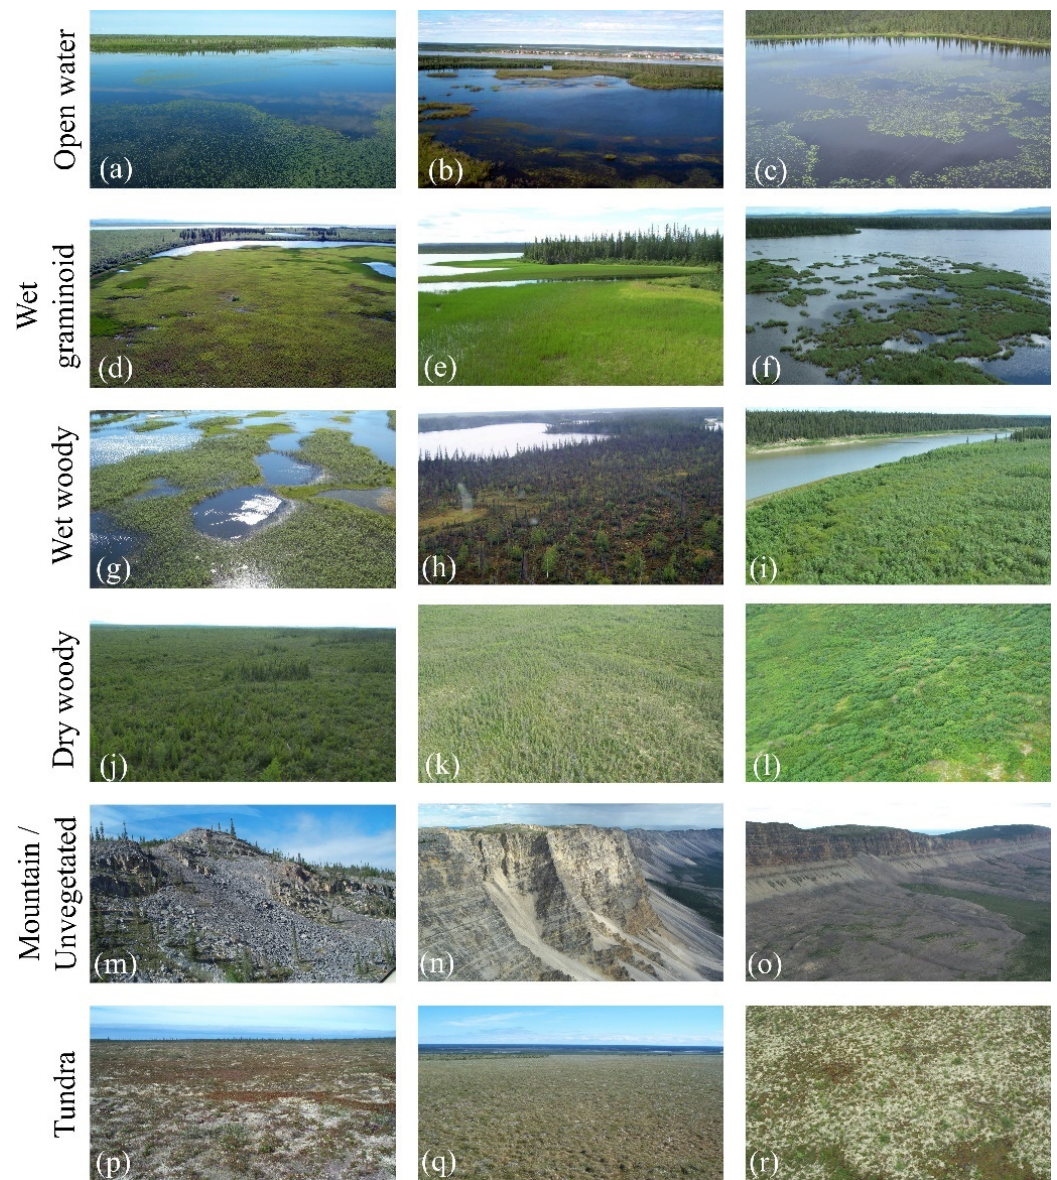 Open water
(a)
(b)
(c)
Wet
graminoid
(d)
(e)
(f)
Wet woody
(g)
(h)
(i)
Dry woody
(j)
(k)
(l)
Mountain /
Unvegetated
(m)
(n)
(o)
Tundra
(p)
(q)
(r)